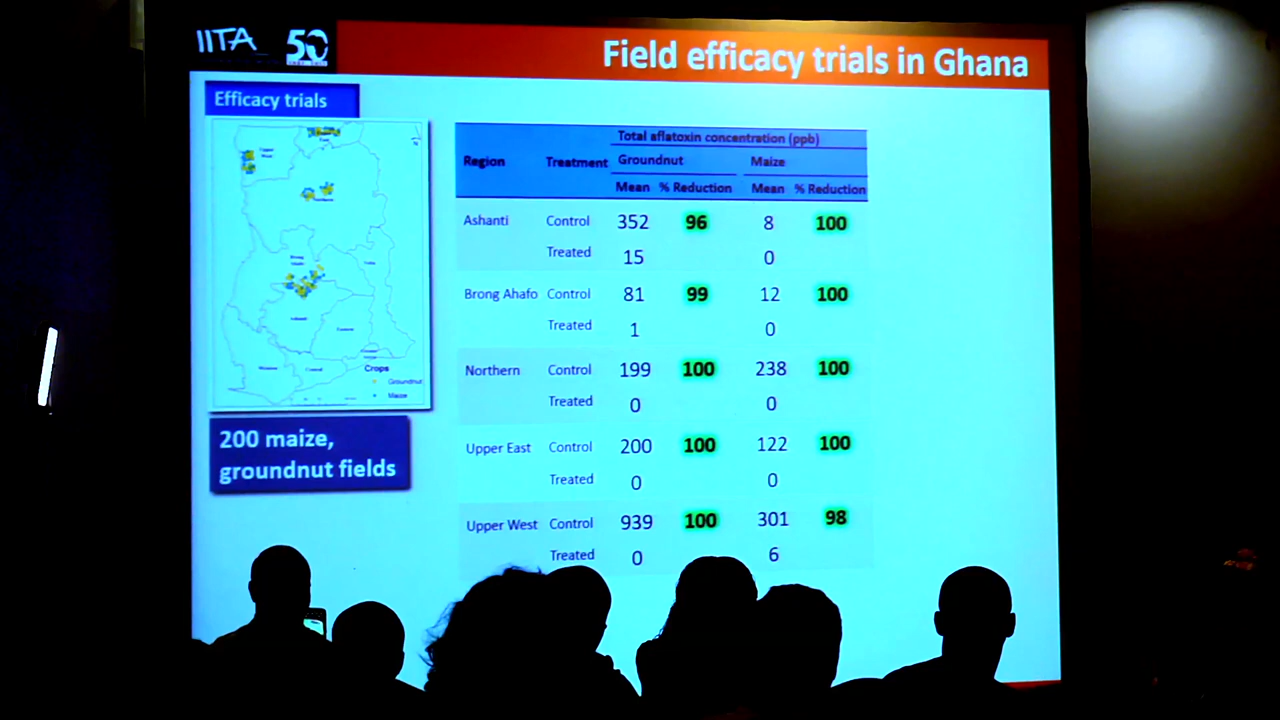 IITA 50
Field efficacy trials in Ghana
Efficacy trials
Crops
Groundnut
Maize
200 maize,
groundnut fields
Total aflatoxin concentration (ppb)
Region Treatment Groundnut Maize
Mean % Reduction Mean % Reduction
Ashanti Control 352 96 8 100
Treated 15 0
Brong Ahafo Control 81 99 12 100
Treated 1 0
Northern Control 199 100 238 100
Treated 0 0
Upper East Control 200 100 122 100
Treated 0 0
Upper West Control 939 100 301 98
Treated 0 6